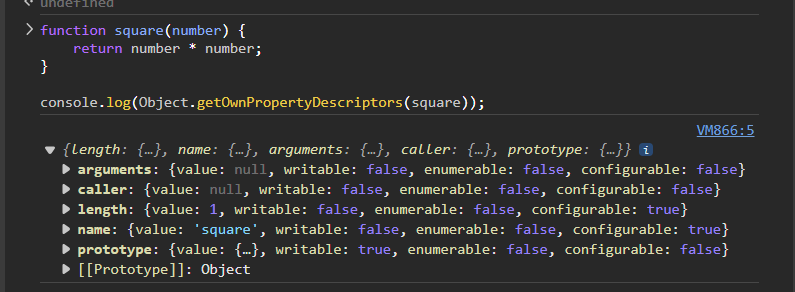 undefined
function square(number) {
    return number * number;
}
console.log(Object.getOwnPropertyDescriptors(square));
VM866:5
{length: {…}, name: {…}, arguments: {…}, caller: {…}, prototype: {…}} i
arguments: {value: null, writable: false, enumerable: false, configurable: false}
caller: {value: null, writable: false, enumerable: false, configurable: false}
length: {value: 1, writable: false, enumerable: false, configurable: true}
name: {value: 'square', writable: false, enumerable: false, configurable: true}
prototype: {value: {…}, writable: true, enumerable: false, configurable: false}
[[Prototype]]: Object